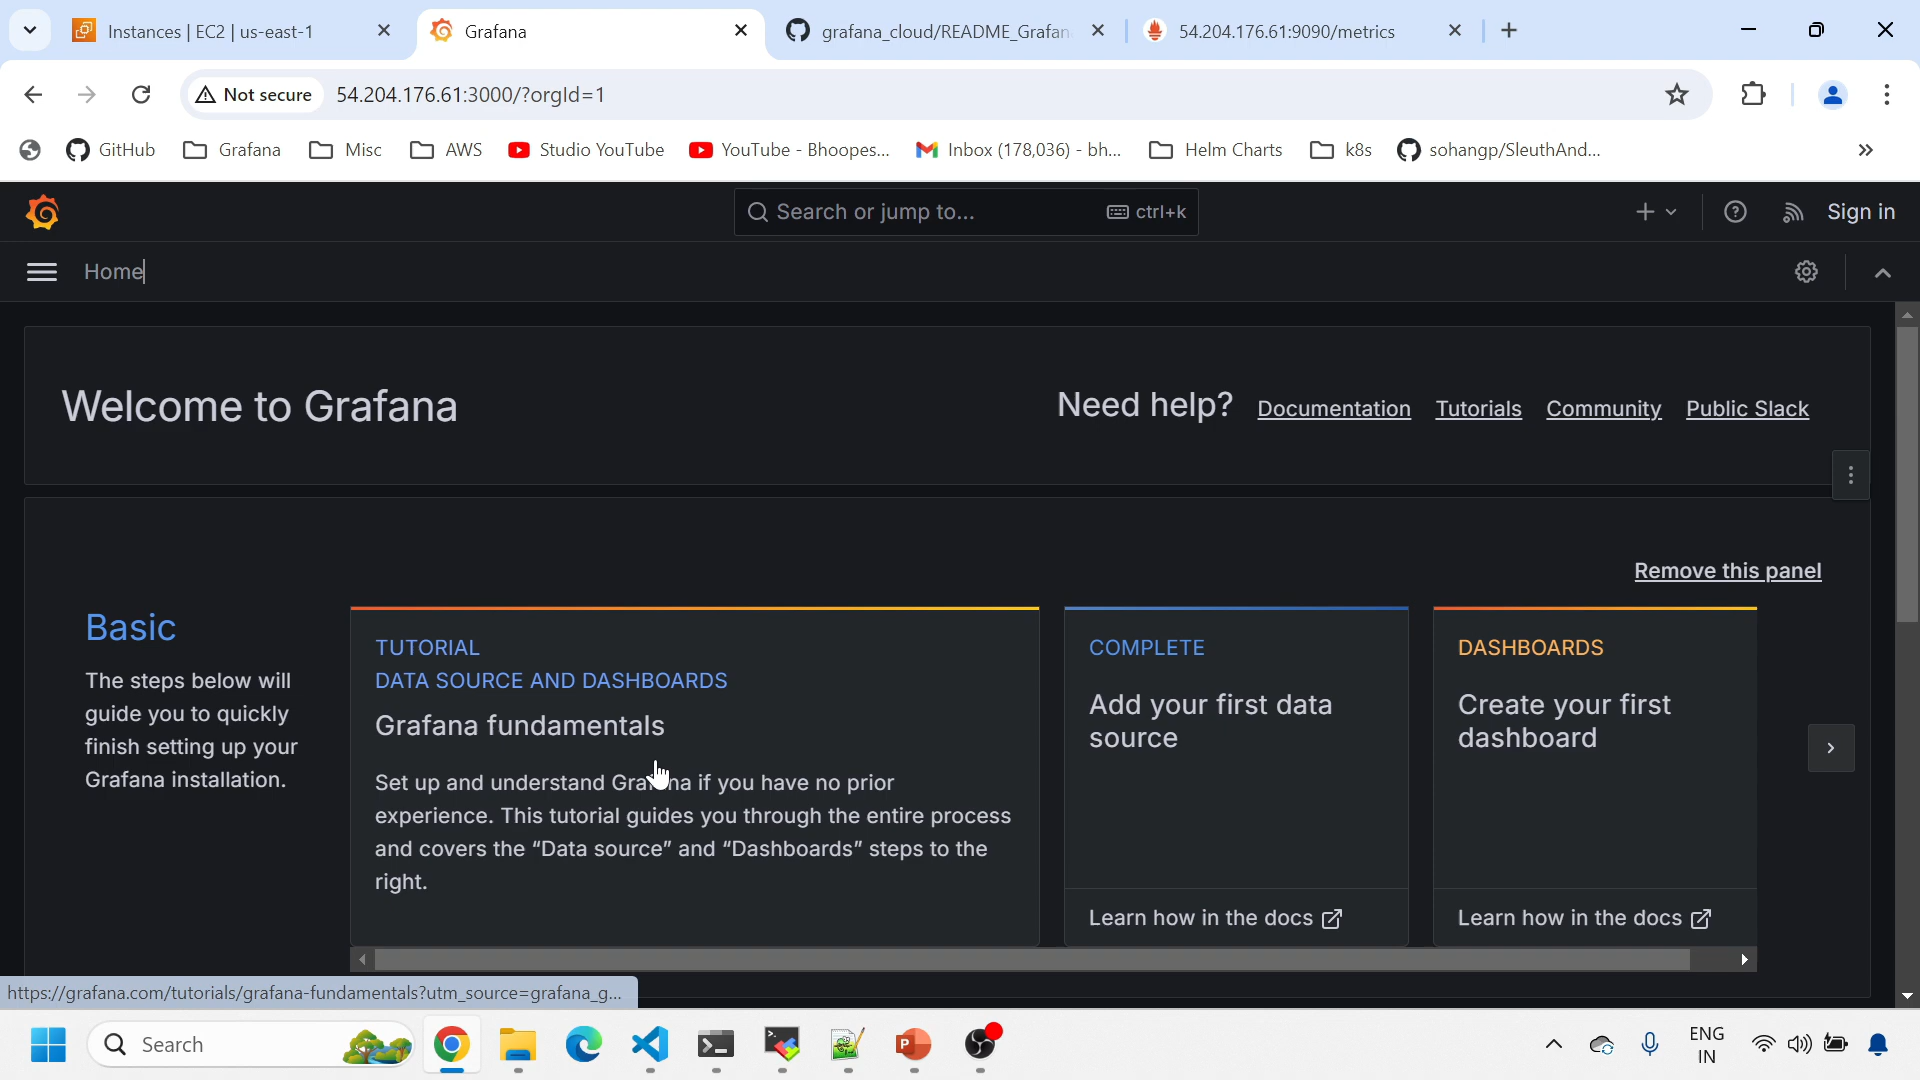 Instances | EC2 | us-east-1
Grafana
grafana_cloud/README_Grafan
54.204.176.61:9090/metrics
Not secure
54.204.176.61:3000/?orgId=1
GitHub
Grafana
Misc
AWS
Studio YouTube
YouTube - Bhoopes...
Inbox (178,036) - bh...
Helm Charts
k8s
sohangp/SleuthAnd...
Search or jump to...
ctrl+k
Sign in
Home
Welcome to Grafana
Need help?
Documentation
Tutorials
Community
Public Slack
Remove this panel
Basic
The steps below will
guide you to quickly
finish setting up your
Grafana installation.
TUTORIAL
DATA SOURCE AND DASHBOARDS
Grafana fundamentals
Set up and understand Grafana if you have no prior
experience. This tutorial guides you through the entire process
and covers the “Data source” and “Dashboards” steps to the
right.
COMPLETE
Add your first data
source
Learn how in the docs
DASHBOARDS
Create your first
dashboard
Learn how in the docs
https://grafana.com/tutorials/grafana-fundamentals?utm_source=grafana_g...
Search
ENG
IN